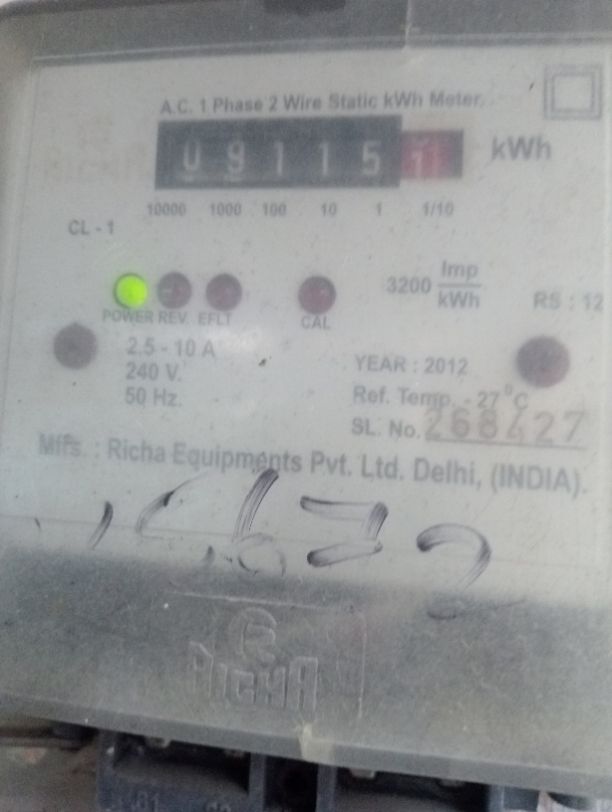 A.C. 1 Phase 2 Wire Static kWh Meter
09115 kWh
10000 1000 100 10 1 1/10
CL - 1
3200 Imp/kWh
RS : 12
POWER REV. EFLT CAL
2.5 - 10 A
240 V.
50 Hz.
YEAR : 2012
Ref. Temp. - 27°C
SL. No. 268427
Mfrs. : Richa Equipments Pvt. Ltd. Delhi, (INDIA).
RICHA